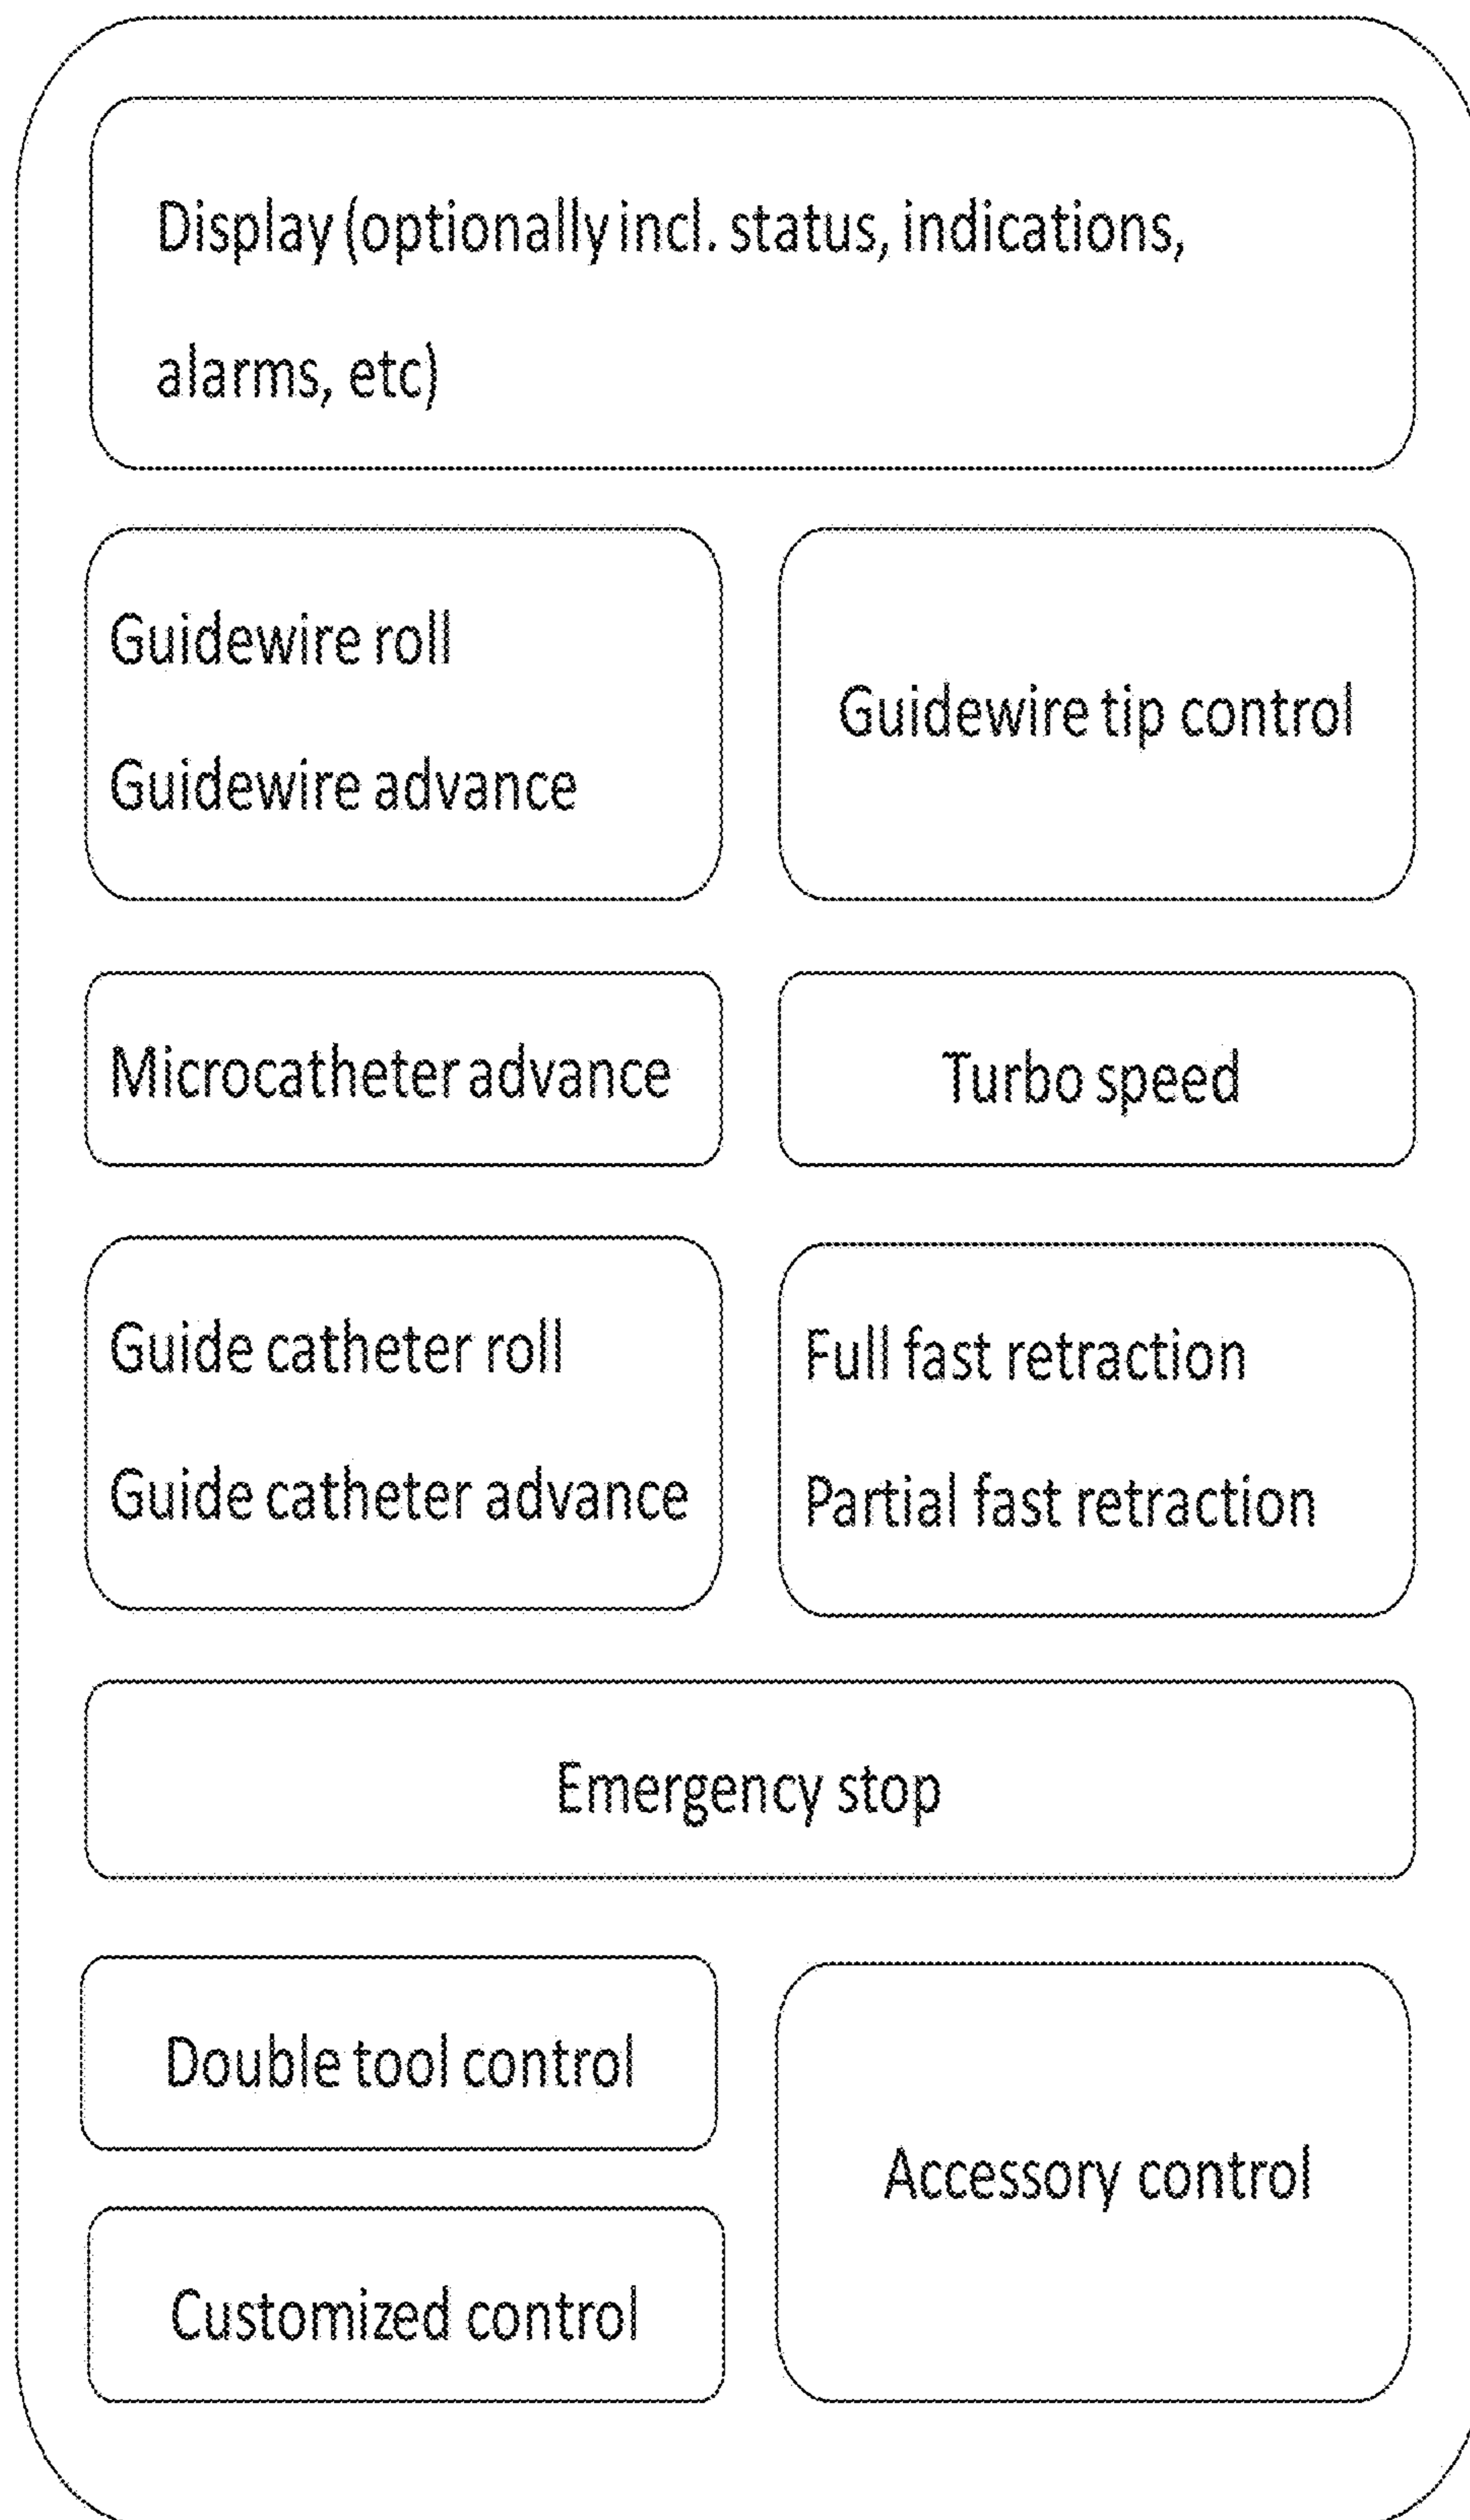 Display (optionally incl. status, indications,
alarms, etc)
Guidewire roll
Guidewire advance
Guidewire tip control
Microcatheter advance
Turbo speed
Guide catheter roll
Guide catheter advance
Full fast retraction
Partial fast retraction
Emergency stop
Double tool control
Customized control
Accessory control